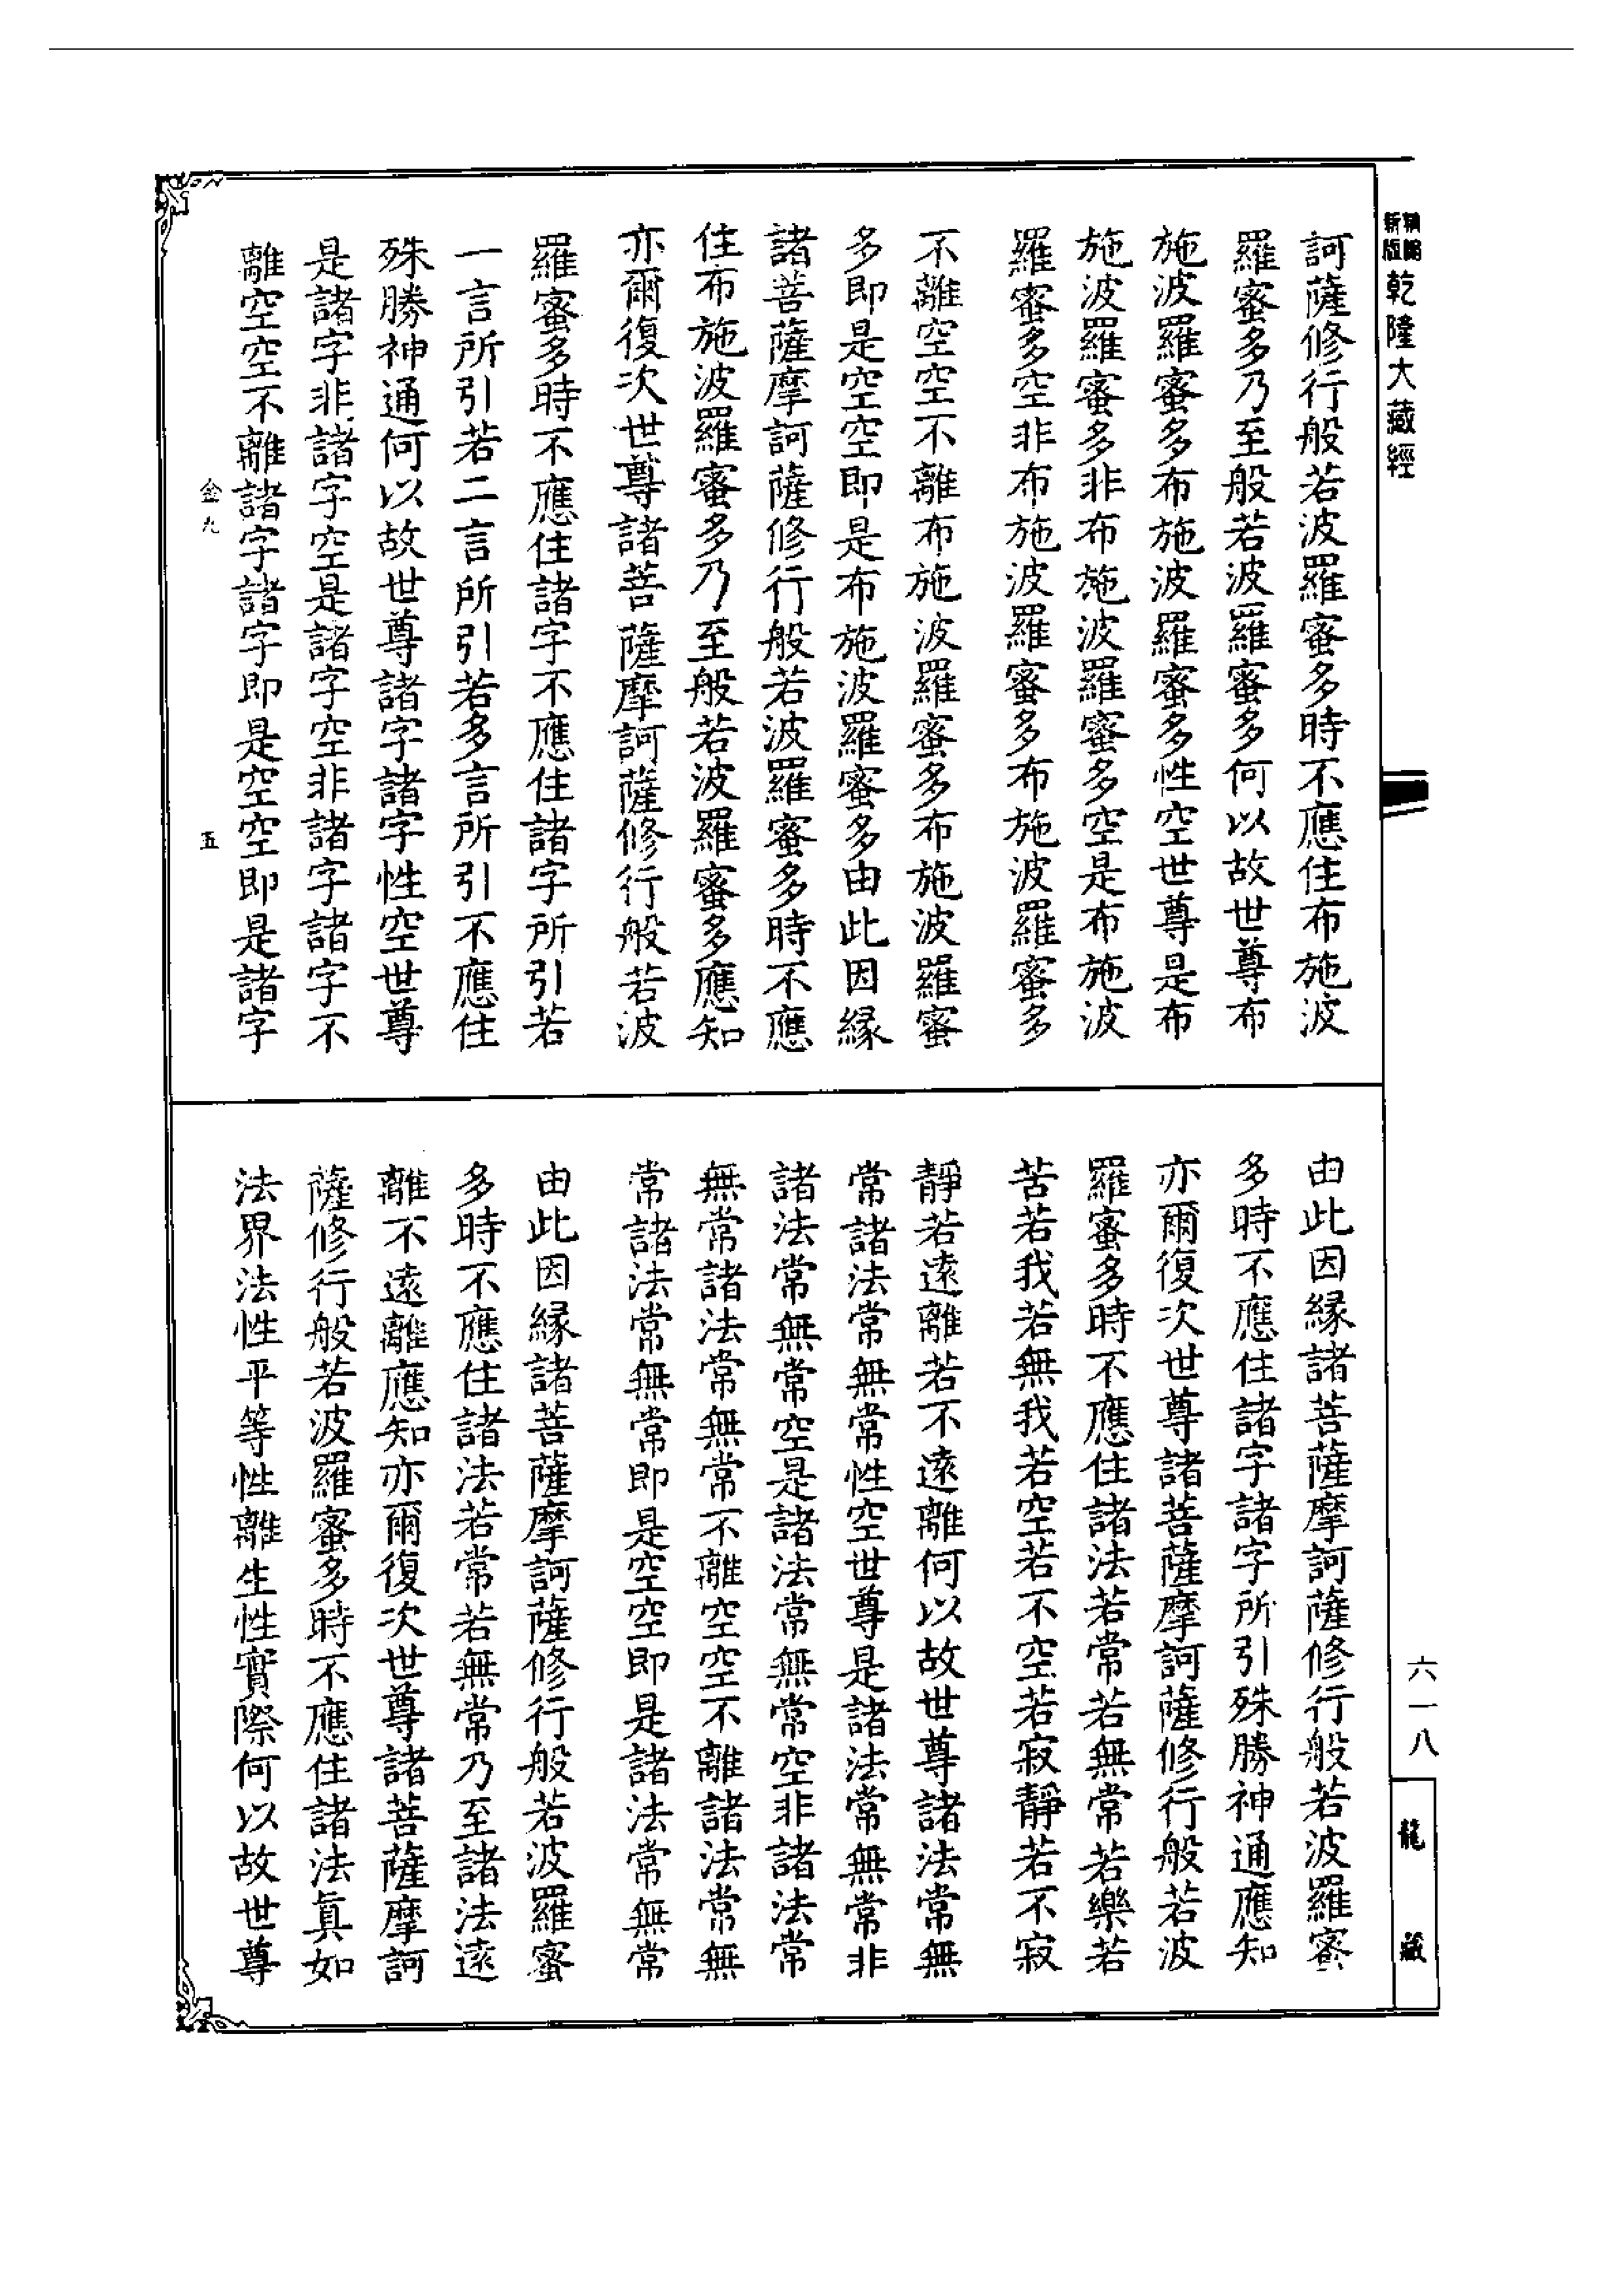 新編
縮版
乾隆大藏經
訶薩修行般若波羅蜜多時不應住布施波
羅蜜多乃至般若波羅蜜多何以故世尊布
施波羅蜜多布施波羅蜜多性空世尊是布
施波羅蜜多非布施波羅蜜多空是布施波
羅蜜多空非布施波羅蜜多布施波羅蜜多
不離空空不離布施波羅蜜多布施波羅蜜
多即是空空即是布施波羅蜜多由此因緣
諸菩薩摩訶薩修行般若波羅蜜多時不應
住布施波羅蜜多乃至般若波羅蜜多應知
亦爾復次世尊諸菩薩摩訶薩修行般若波
羅蜜多時不應住諸字不應住諸字所引若
一言所引若二言所引若多言所引不應住
殊勝神通何以故世尊諸字諸字性空世尊
是諸字非諸字空是諸字空非諸字諸字不
離空空不離諸字諸字即是空空即是諸字
金九
五
由此因緣諸菩薩摩訶薩修行般若波羅蜜
多時不應住諸字諸字所引殊勝神通應知
亦爾復次世尊諸菩薩摩訶薩修行般若波
羅蜜多時不應住諸法若常若無常若樂若
苦若我若無我若空若不空若寂靜若不寂
靜若遠離若不遠離何以故世尊諸法常無
常諸法常無常性空世尊是諸法常無常非
諸法常無常空是諸法常無常空非諸法常
無常諸法常無常不離空空不離諸法常無
常諸法常無常即是空空即是諸法常無常
由此因緣諸菩薩摩訶薩修行般若波羅蜜
多時不應住諸法若常若無常乃至諸法遠
離不遠離應知亦爾復次世尊諸菩薩摩訶
薩修行般若波羅蜜多時不應住諸法真如
法界法性平等性離生性實際何以故世尊
六一八
龍藏